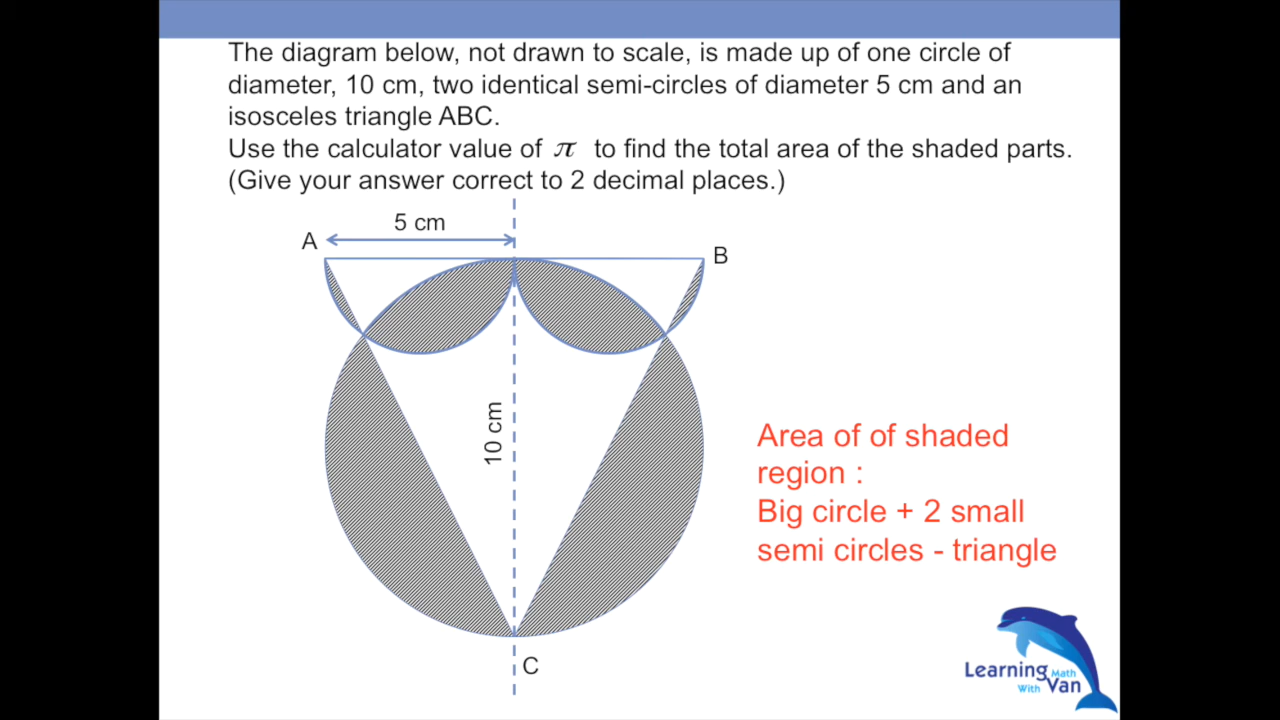 The diagram below, not drawn to scale, is made up of one circle of
diameter, 10 cm, two identical semi-circles of diameter 5 cm and an
isosceles triangle ABC.
Use the calculator value of π to find the total area of the shaded parts.
(Give your answer correct to 2 decimal places.)
5 cm
A
B
10 cm
Area of of shaded
region :
Big circle + 2 small
semi circles - triangle
C
Learning Math
With Van